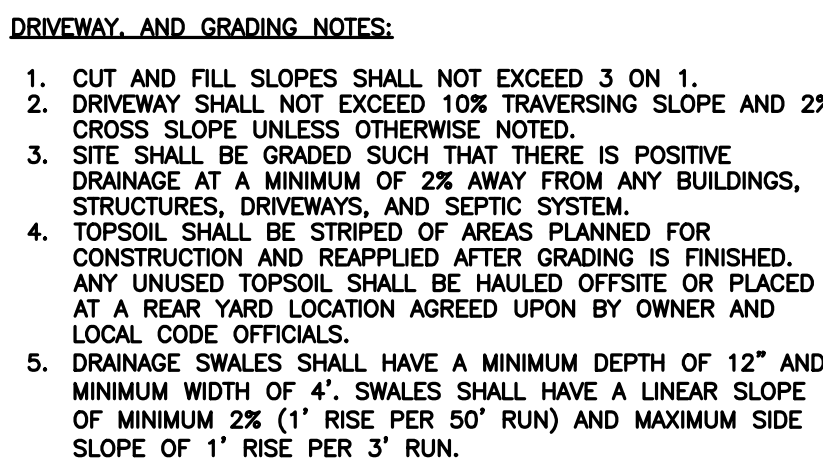 DRIVEWAY. AND GRADING NOTES:
1. CUT AND FILL SLOPES SHALL NOT EXCEED 3 ON 1.
2. DRIVEWAY SHALL NOT EXCEED 10% TRAVERSING SLOPE AND 2%
CROSS SLOPE UNLESS OTHERWISE NOTED.
3. SITE SHALL BE GRADED SUCH THAT THERE IS POSITIVE
DRAINAGE AT A MINIMUM OF 2% AWAY FROM ANY BUILDINGS,
STRUCTURES, DRIVEWAYS, AND SEPTIC SYSTEM.
4. TOPSOIL SHALL BE STRIPED OF AREAS PLANNED FOR
CONSTRUCTION AND REAPPLIED AFTER GRADING IS FINISHED.
ANY UNUSED TOPSOIL SHALL BE HAULED OFFSITE OR PLACED
AT A REAR YARD LOCATION AGREED UPON BY OWNER AND
LOCAL CODE OFFICIALS.
5. DRAINAGE SWALES SHALL HAVE A MINIMUM DEPTH OF 12" AND
MINIMUM WIDTH OF 4'. SWALES SHALL HAVE A LINEAR SLOPE
OF MINIMUM 2% (1' RISE PER 50' RUN) AND MAXIMUM SIDE
SLOPE OF 1' RISE PER 3' RUN.